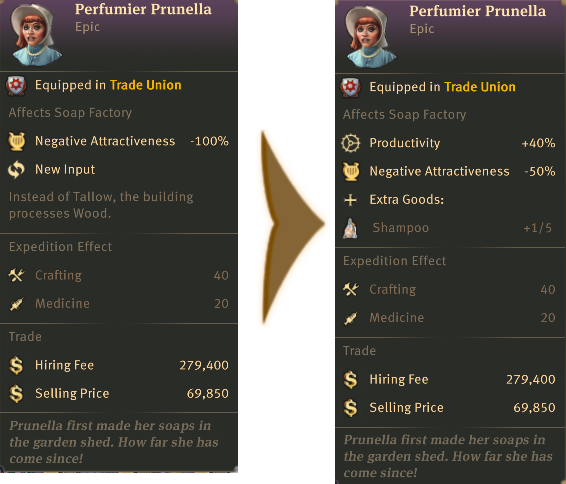 Perfumier Prunella
Epic
Equipped in Trade Union
Affects Soap Factory
Negative Attractiveness -100%
New Input
Instead of Tallow, the building
processes Wood.
Expedition Effect
Crafting 40
Medicine 20
Trade
Hiring Fee 279,400
Selling Price 69,850
Prunella first made her soaps in
the garden shed. How far she has
come since!
Perfumier Prunella
Epic
Equipped in Trade Union
Affects Soap Factory
Productivity +40%
Negative Attractiveness -50%
Extra Goods:
Shampoo +1/5
Expedition Effect
Crafting 40
Medicine 20
Trade
Hiring Fee 279,400
Selling Price 69,850
Prunella first made her soaps in
the garden shed. How far she has
come since!